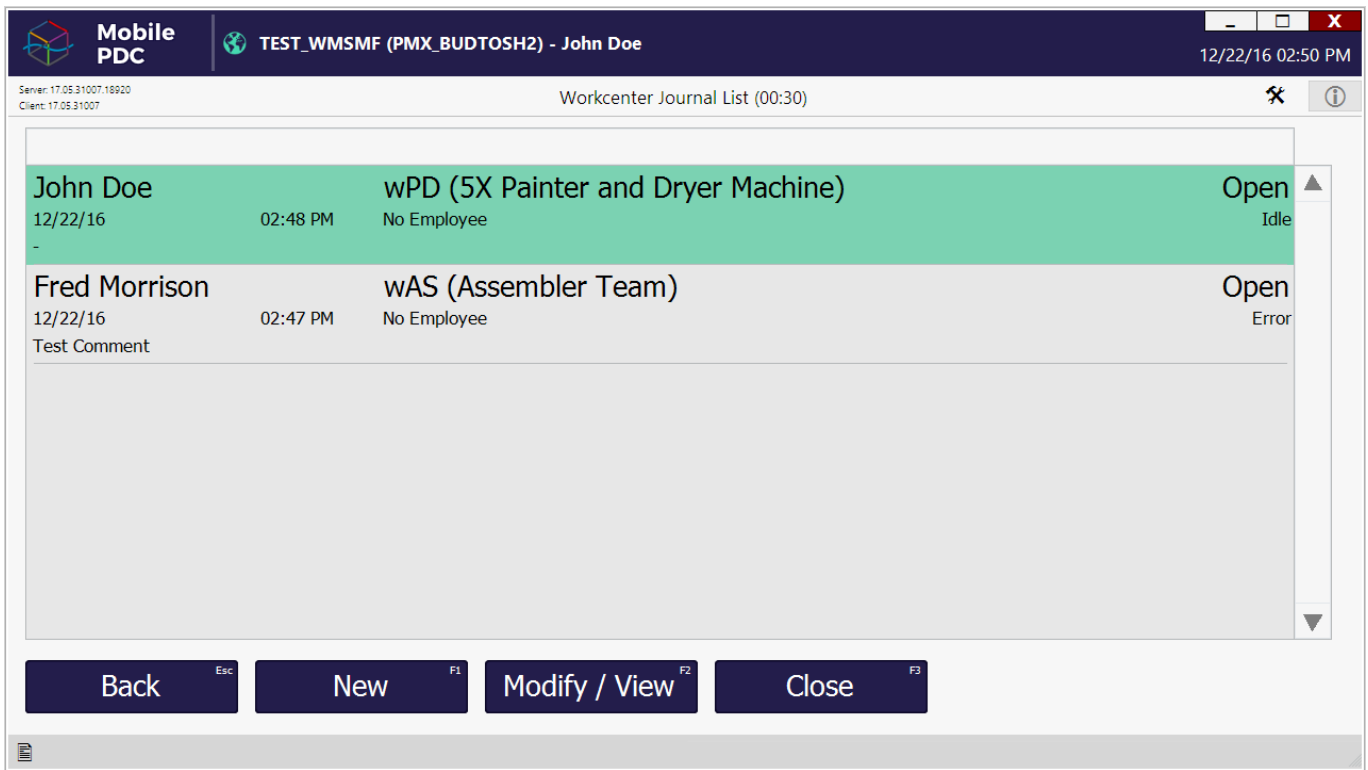 Mobile
PDC
TEST_WMSMF (PMX_BUDTOSH2) - John Doe
X
12/22/16 02:50 PM
Server: 17.05.31007.18920
Client: 17.05.31007
Workcenter Journal List (00:30)
John Doe wPD (5X Painter and Dryer Machine) Open
12/22/16 02:48 PM No Employee Idle
-
Fred Morrison wAS (Assembler Team) Open
12/22/16 02:47 PM No Employee Error
Test Comment
Back Esc New F1 Modify / View F2 Close F3